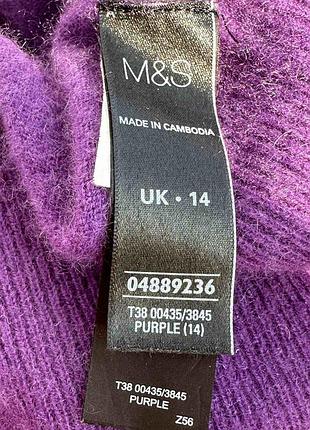 M&S
MADE IN CAMBODIA
UK • 14
04889236
T38 00435/3845
PURPLE (14)
T38 00435/3845
PURPLE
Z56